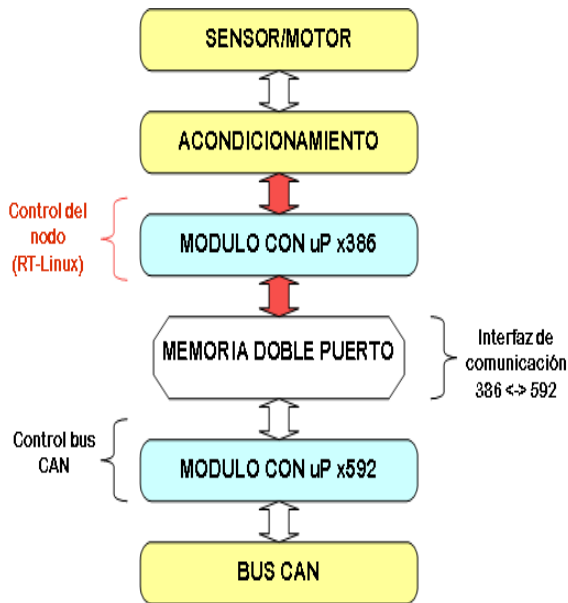 SENSOR/MOTOR
ACONDICIONAMIENTO
Control del
nodo
(RT-Linux)
MODULO CON uP x386
MEMORIA DOBLE PUERTO
Interfaz de
comunicación
386 <-> 592
Control bus
CAN
MODULO CON uP x592
BUS CAN